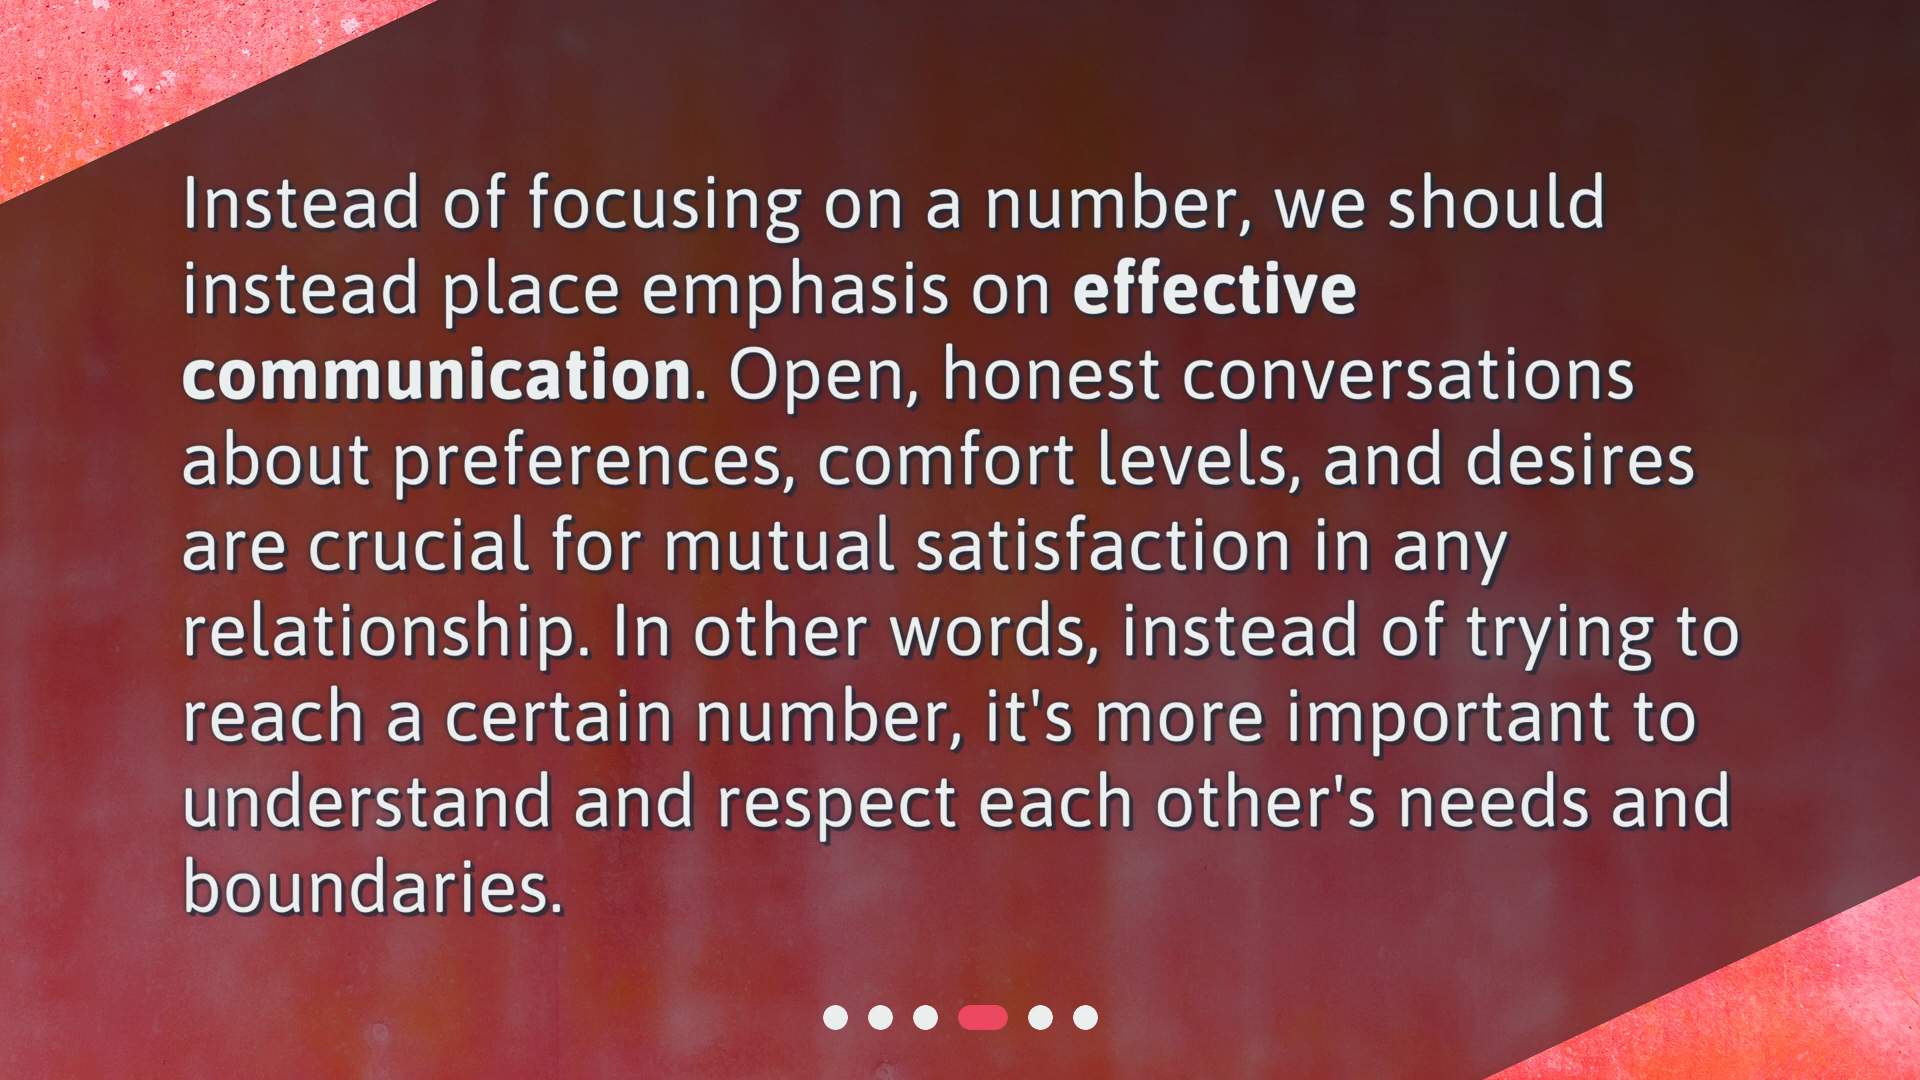 Instead of focusing on a number, we should
instead place emphasis on effective
communication. Open, honest conversations
about preferences, comfort levels, and desires
are crucial for mutual satisfaction in any
relationship. In other words, instead of trying to
reach a certain number, it's more important to
understand and respect each other's needs and
boundaries.